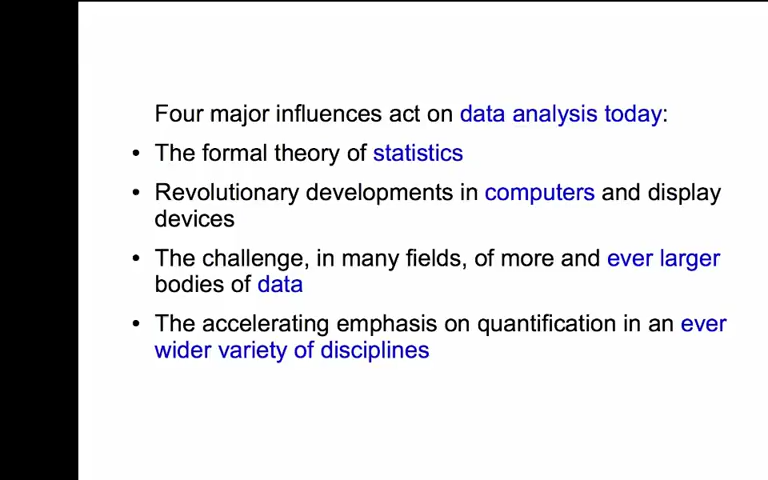 Four major influences act on data analysis today:
• The formal theory of statistics
• Revolutionary developments in computers and display
devices
• The challenge, in many fields, of more and ever larger
bodies of data
• The accelerating emphasis on quantification in an ever
wider variety of disciplines